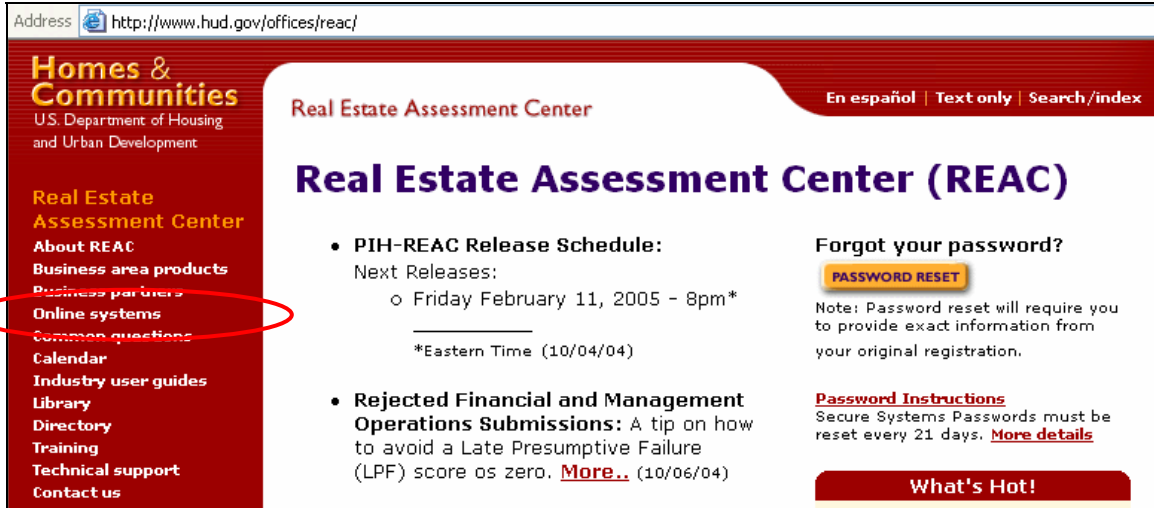 Address http://www.hud.gov/offices/reac/
Homes &
Communities
U.S. Department of Housing
and Urban Development
Real Estate Assessment Center
En español | Text only | Search/index
Real Estate
Assessment Center
About REAC
Business area products
Business partners
Online systems
Common questions
Calendar
Industry user guides
Library
Directory
Training
Technical support
Contact us
Real Estate Assessment Center (REAC)
• PIH-REAC Release Schedule:
Next Releases:
o Friday February 11, 2005 - 8pm*
*Eastern Time (10/04/04)
• Rejected Financial and Management
Operations Submissions: A tip on how
to avoid a Late Presumptive Failure
(LPF) score os zero. More.. (10/06/04)
Forgot your password?
PASSWORD RESET
Note: Password reset will require you
to provide exact information from
your original registration.
Password Instructions
Secure Systems Passwords must be
reset every 21 days. More details
What's Hot!